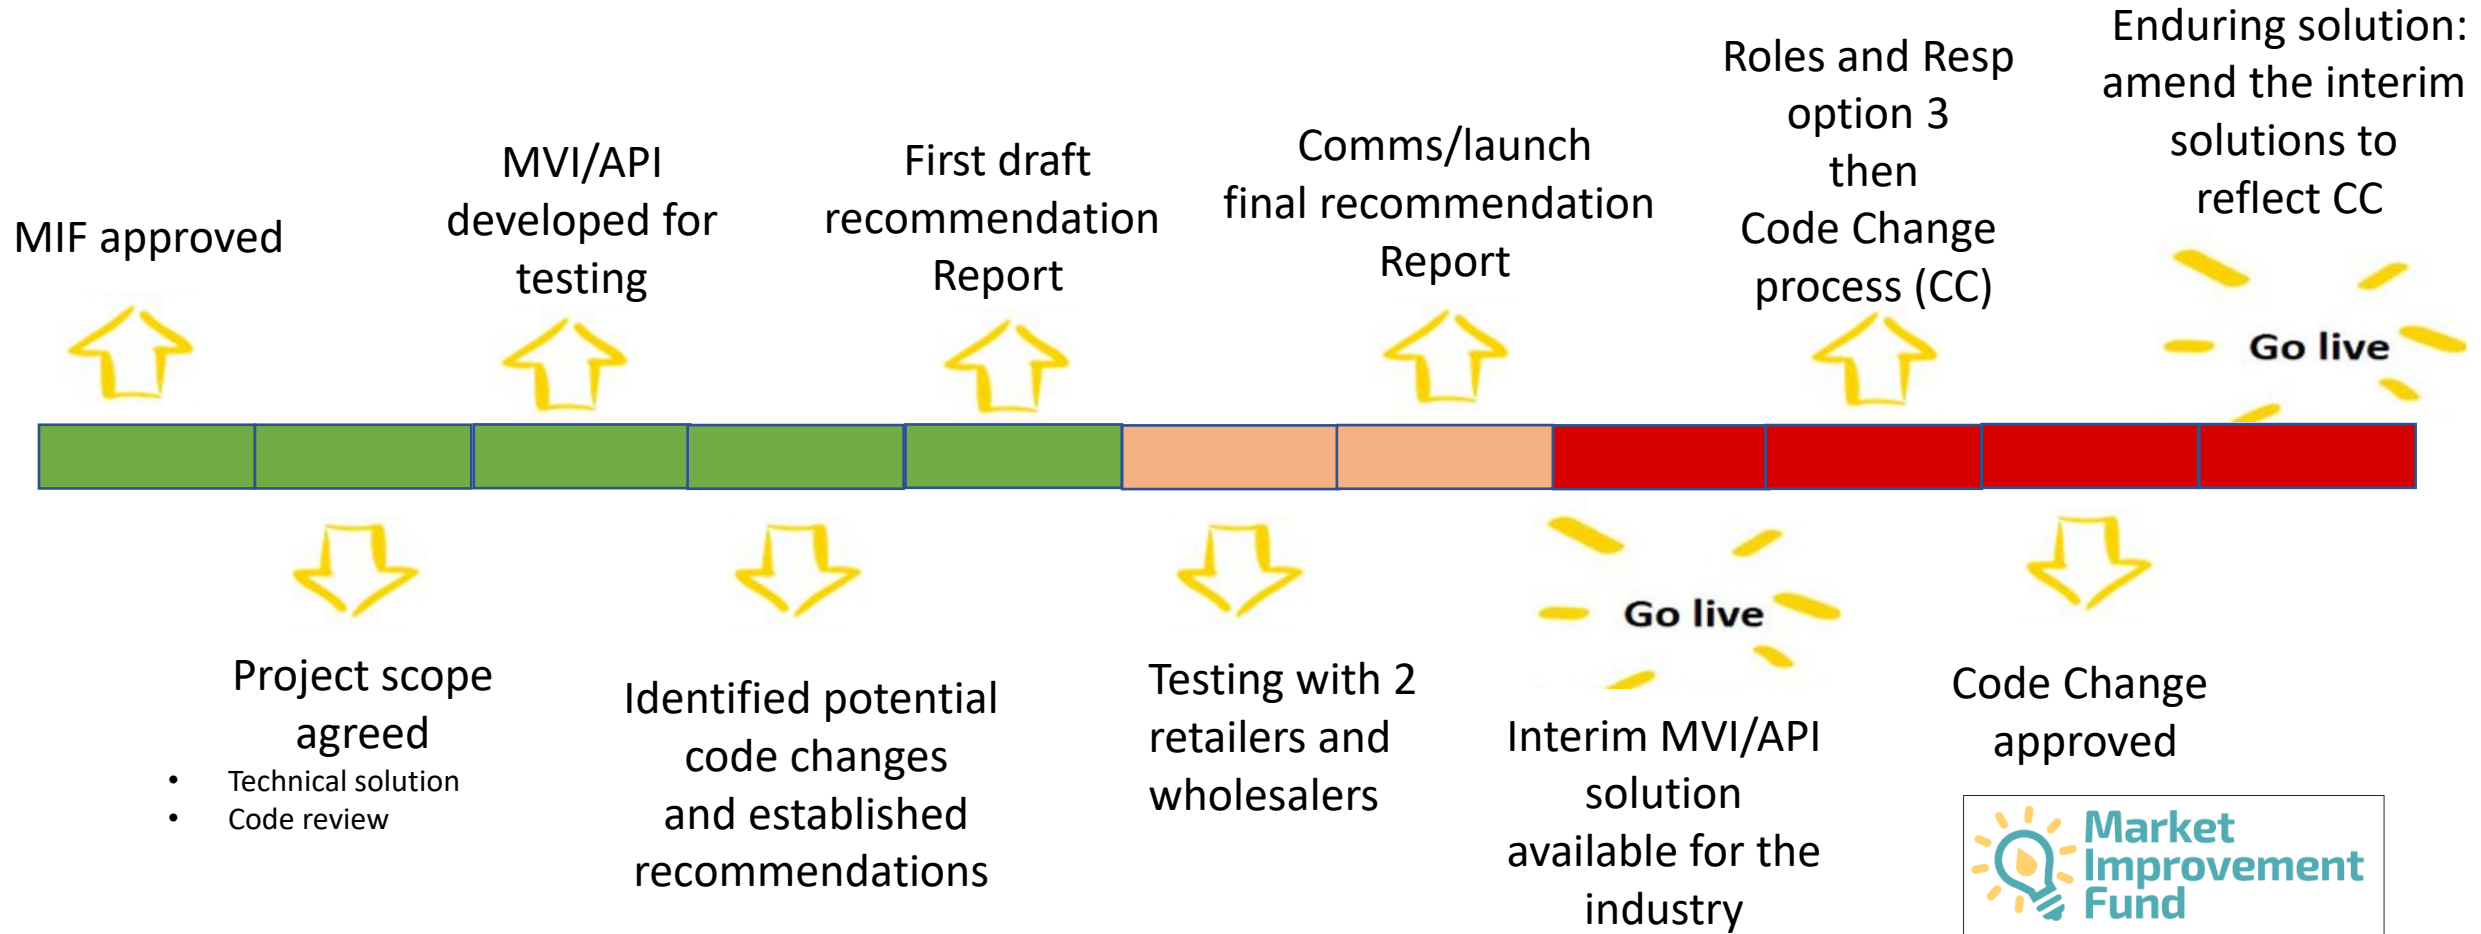 MIF approved
Project scope
agreed
• Technical solution
• Code review
MVI/API
developed for
testing
Identified potential
code changes
and established
recommendations
First draft
recommendation
Report
Testing with 2
retailers and
wholesalers
Comms/launch
final recommendation
Report
Go live
Interim MVI/API
solution
available for the
industry
Roles and Resp
option 3
then
Code Change
process (CC)
Code Change
approved
Enduring solution:
amend the interim
solutions to
reflect CC
Go live
Market
Improvement
Fund